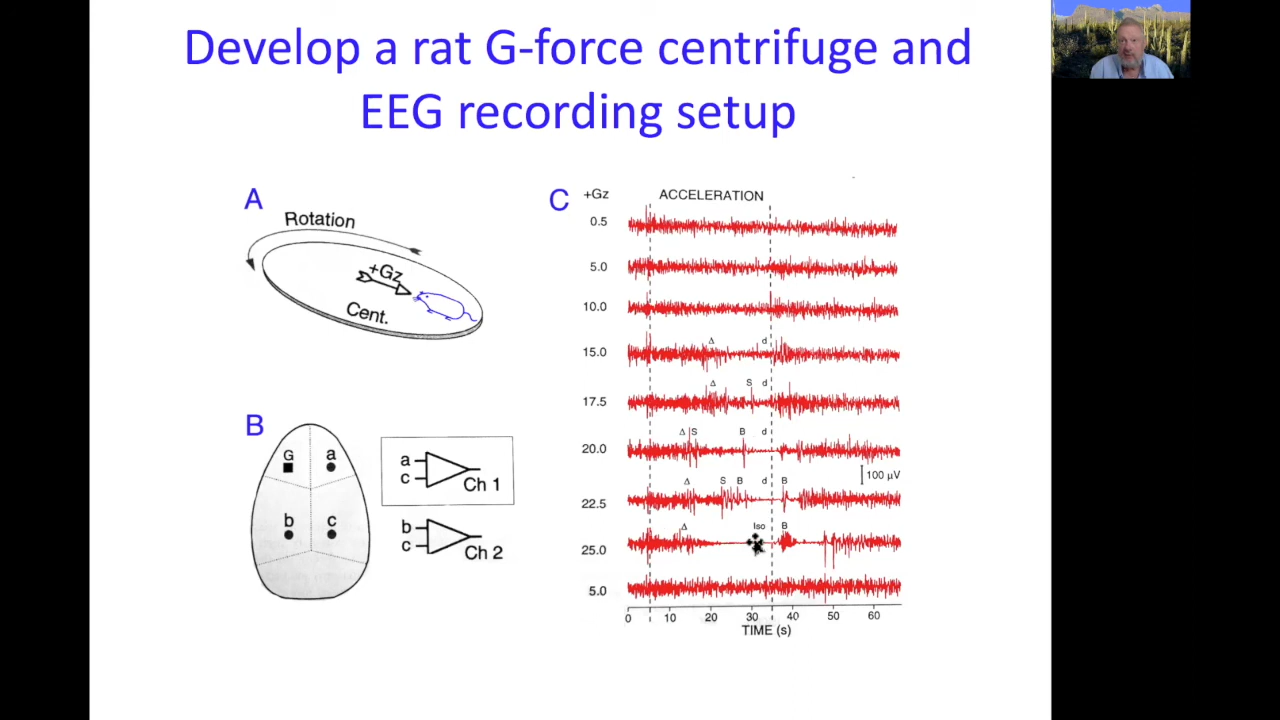 Develop a rat G-force centrifuge and
EEG recording setup
A
Rotation
+Gz
Cent.
B
G a
b c
a
c
Ch 1
b
c
Ch 2
C
+Gz ACCELERATION
0.5
5.0
10.0
15.0 Δ d
17.5 Δ S d
20.0 Δ S B d
100 μV
22.5 Δ S B d B
25.0 Δ Iso B
5.0
0 10 20 30 40 50 60
TIME (s)